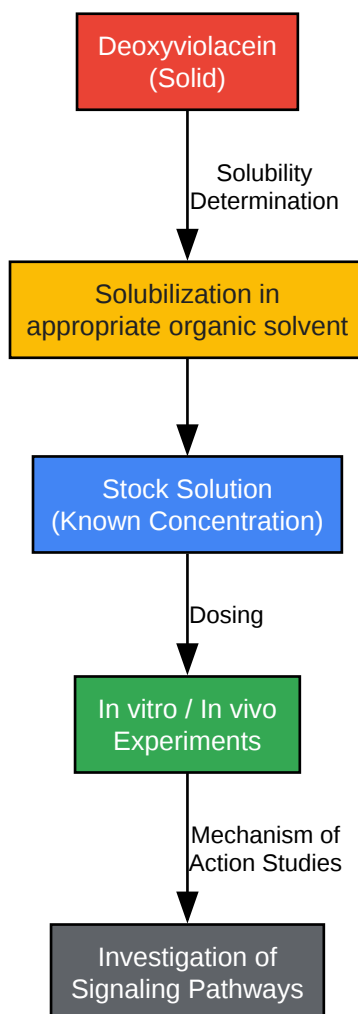 Deoxyviolacein
(Solid)
Solubility
Determination
Solubilization in
appropriate organic solvent
Stock Solution
(Known Concentration)
Dosing
In vitro / In vivo
Experiments
Mechanism of
Action Studies
Investigation of
Signaling Pathways